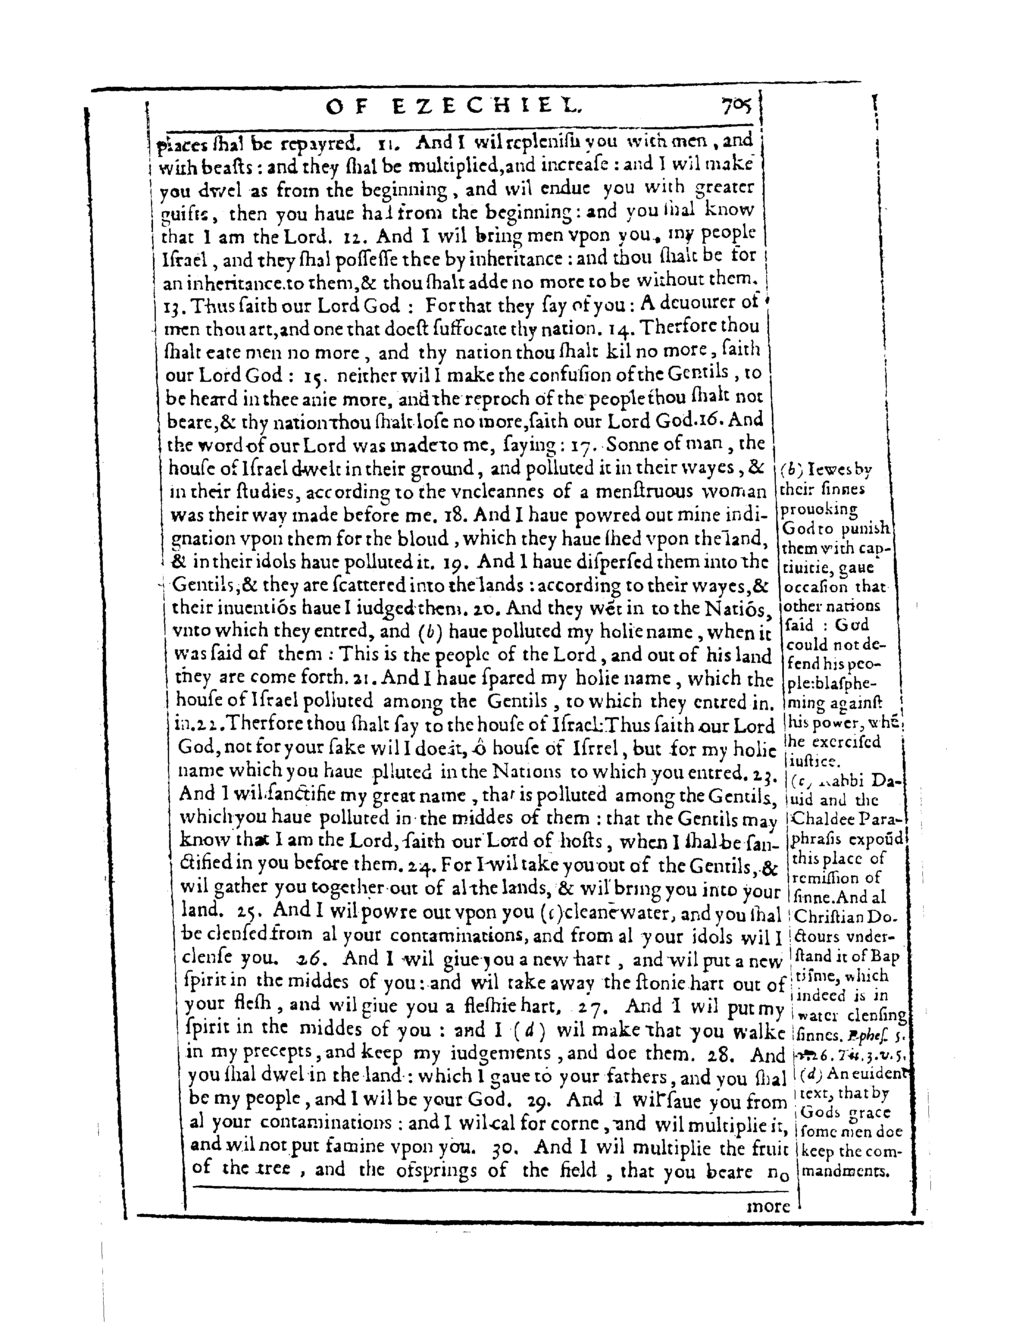 OF EZECHIEL. 705
places ſhal be repayred. 11. And I wil repleniſh you with men, and
with beaſts: and they ſhal be multiplied, and increaſe: and I wil make
you dwel as from the beginning, and wil endue you with greater
guifts, then you haue had from the beginning: and you ſhal know
that I am the Lord. 12. And I wil bring men vpon you, my people
Iſrael, and they ſhal poſſeſſe thee by inheritance: and thou ſhalt be for
an inheritance to them, & thou ſhalt adde no more to be without them.
13. Thus ſaith our Lord God: For that they ſay of you: A deuourer of
men thou art, and one that doeſt ſuffocate thy nation. 14. Therfore thou
ſhalt eate men no more, and thy nation thou ſhalt kil no more, ſaith
our Lord God: 15. neither wil I make the confuſion of the Gentils, to
be heard in thee anie more, and the reproch of the people thou ſhalt not
beare, & thy nation thou ſhalt loſe no more, ſaith our Lord God. 16. And
the word of our Lord was made to me, ſaying: 17. Sonne of man, the
houſe of Iſrael dwelt in their ground, and polluted it in their wayes, &
in their ſtudies, according to the vncleannes of a menſtruous woman
was their way made before me. 18. And I haue powred out mine indi-
gnation vpon them for the bloud, which they haue ſhed vpon the land,
& in their idols haue polluted it. 19. And I haue diſperſed them into the
Gentils, & they are ſcattered into the lands: according to their wayes, &
their inuentiós haue I iudged them. 20. And they wēt in to the Natiós,
vnto which they entred, and (b) haue polluted my holie name, when it
was ſaid of them: This is the people of the Lord, and out of his land
they are come forth. 21. And I haue ſpared my holie name, which the
houſe of Iſrael polluted among the Gentils, to which they entred in.
in. 22. Therfore thou ſhalt ſay to the houſe of Iſrael: Thus ſaith our Lord
God, not for your ſake wil I doe it, ô houſe of Iſrrel, but for my holie
name which you haue plluted in the Nations to which you entred. 23.
And I wil ſanctifie my great name, that is polluted among the Gentils,
which you haue polluted in the middes of them: that the Gentils may
know that I am the Lord, ſaith our Lord of hoſts, when I ſhal be ſan-
ctified in you before them. 24. For I wil take you out of the Gentils, &
wil gather you together out of al the lands, & wil bring you into your
land. 25. And I wil powre out vpon you (c) cleane water, and you ſhal
be clenſed from al your contaminations, and from al your idols wil I
clenſe you. 26. And I wil giue you a new hart, and wil put a new
ſpirit in the middes of you: and wil take away the ſtonie hart out of
your fleſh, and wil giue you a fleſhie hart, 27. And I wil put my
ſpirit in the middes of you: and I (d) wil make that you walke
in my precepts, and keep my iudgements, and doe them. 28. And
you ſhal dwel in the land: which I gaue to your fathers, and you ſhal
be my people, and I wil be your God. 29. And I wil ſaue you from
al your contaminations: and I wil cal for corne, and wil multiplie it,
and wil not put famine vpon you. 30. And I wil multiplie the fruit
of the tree, and the ofsprings of the field, that you beare no
more
(b) Iewes by
their ſinnes
prouoking
God to puniſh
them with cap-
tiuitie, gaue
occaſion that
other nations
ſaid: God
could not de-
fend his peo-
ple: blaſphe-
ming againſt
his power, whē
he exerciſed
iuſtice.
(c) Rabbi Da-
uid and the
Chaldee Para-
phraſis expoūd
this place of
remiſſion of
ſinne. And al
Chriſtian Do-
ctours vnder-
ſtand it of Bap
tiſme, which
indeed is in
water clenſing
ſinnes. Epheſ. 5.
26. Tit. 3. v. 5.
(d) An euident
text, that by
Gods grace
ſome men doe
keep the com-
mandments.